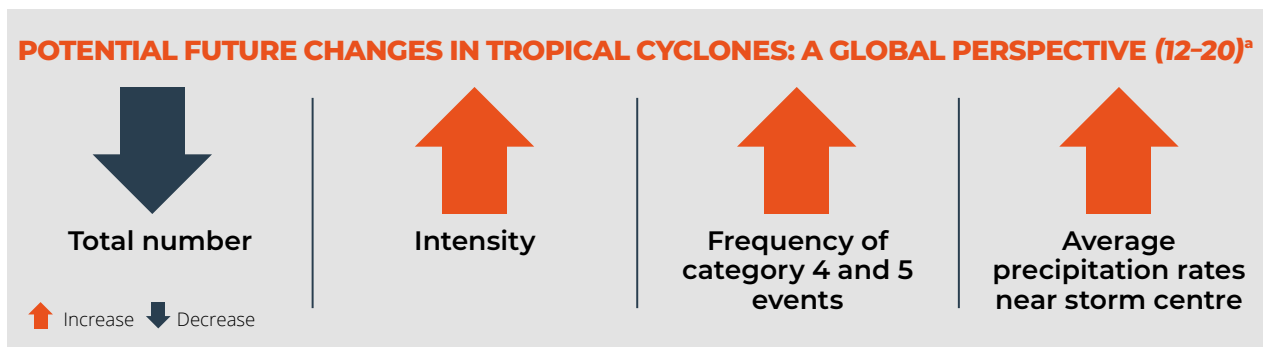 POTENTIAL FUTURE CHANGES IN TROPICAL CYCLONES: A GLOBAL PERSPECTIVE (12–20)ᵃ
Total number
Intensity
Frequency of
category 4 and 5
events
Average
precipitation rates
near storm centre
Increase
Decrease